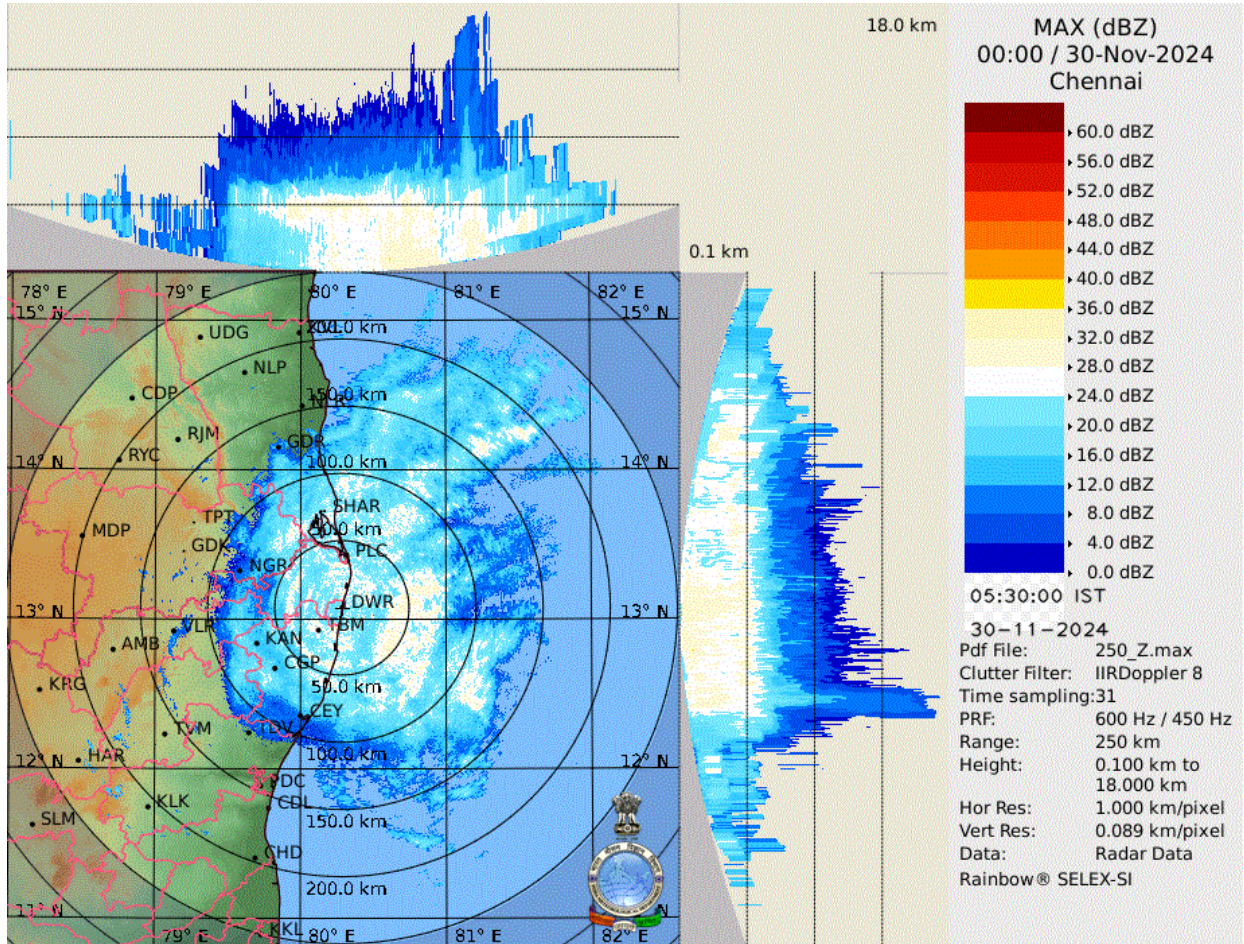 18.0 km
0.1 km
MAX (dBZ)
00:00 / 30-Nov-2024
Chennai
60.0 dBZ
56.0 dBZ
52.0 dBZ
48.0 dBZ
44.0 dBZ
40.0 dBZ
36.0 dBZ
32.0 dBZ
28.0 dBZ
24.0 dBZ
20.0 dBZ
16.0 dBZ
12.0 dBZ
8.0 dBZ
4.0 dBZ
0.0 dBZ
05:30:00 IST
30-11-2024
Pdf File: 250_Z.max
Clutter Filter: IIRDoppler 8
Time sampling:31
PRF: 600 Hz / 450 Hz
Range: 250 km
Height: 0.100 km to
18.000 km
Hor Res: 1.000 km/pixel
Vert Res: 0.089 km/pixel
Data: Radar Data
Rainbow® SELEX-SI
78° E 79° E 80° E 81° E 82° E
15° N 15° N
UDG 200.0 km
NLP
CDP 150.0 km
RJM GDR
RYC 100.0 km 14° N 14° N
SHAR
TPT
MDP
GDK PLC
NGR
DWR
13° N 13° N
VLR
AMB KAN
CGP
KRG 50.0 km
CEY
TVM TDV
HAR 100.0 km
12° N 12° N
PDC
KLK CDL
SLM 150.0 km
CHD
200.0 km
11° N 11° N
KKL
79° E 80° E 81° E 82° E